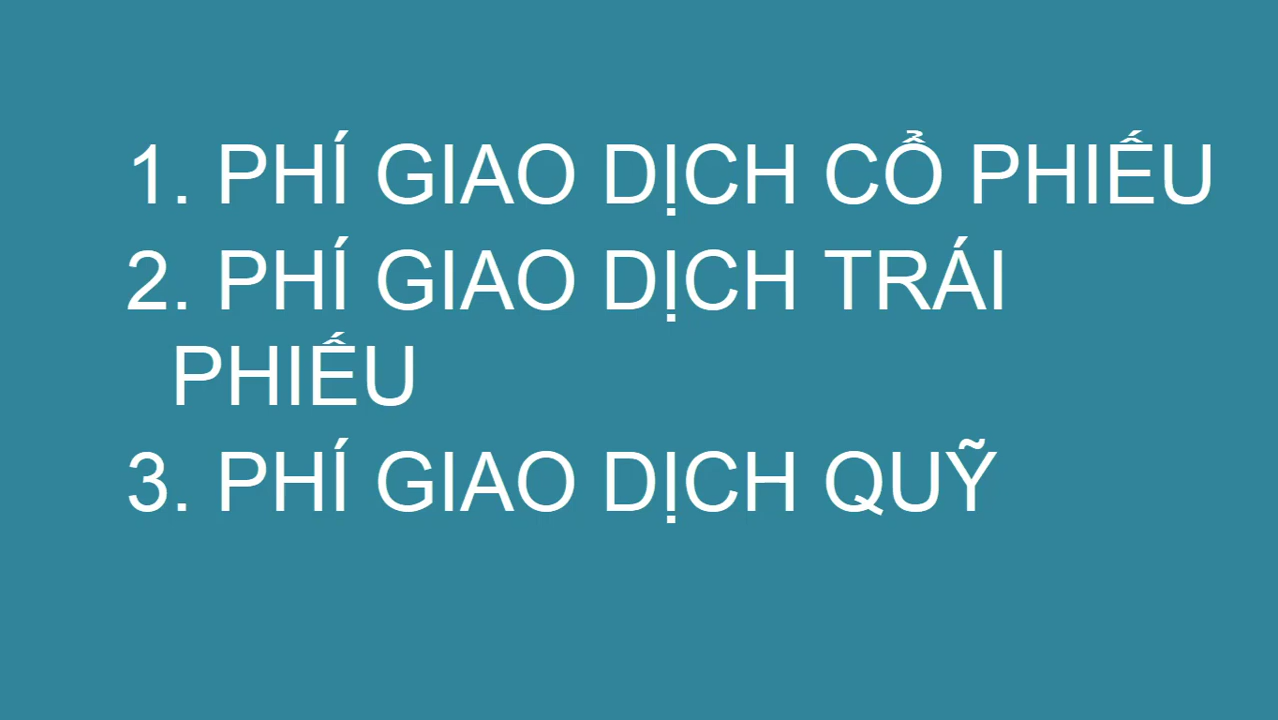 1. PHÍ GIAO DỊCH CỔ PHIẾU
2. PHÍ GIAO DỊCH TRÁI
PHIẾU
3. PHÍ GIAO DỊCH QUỸ